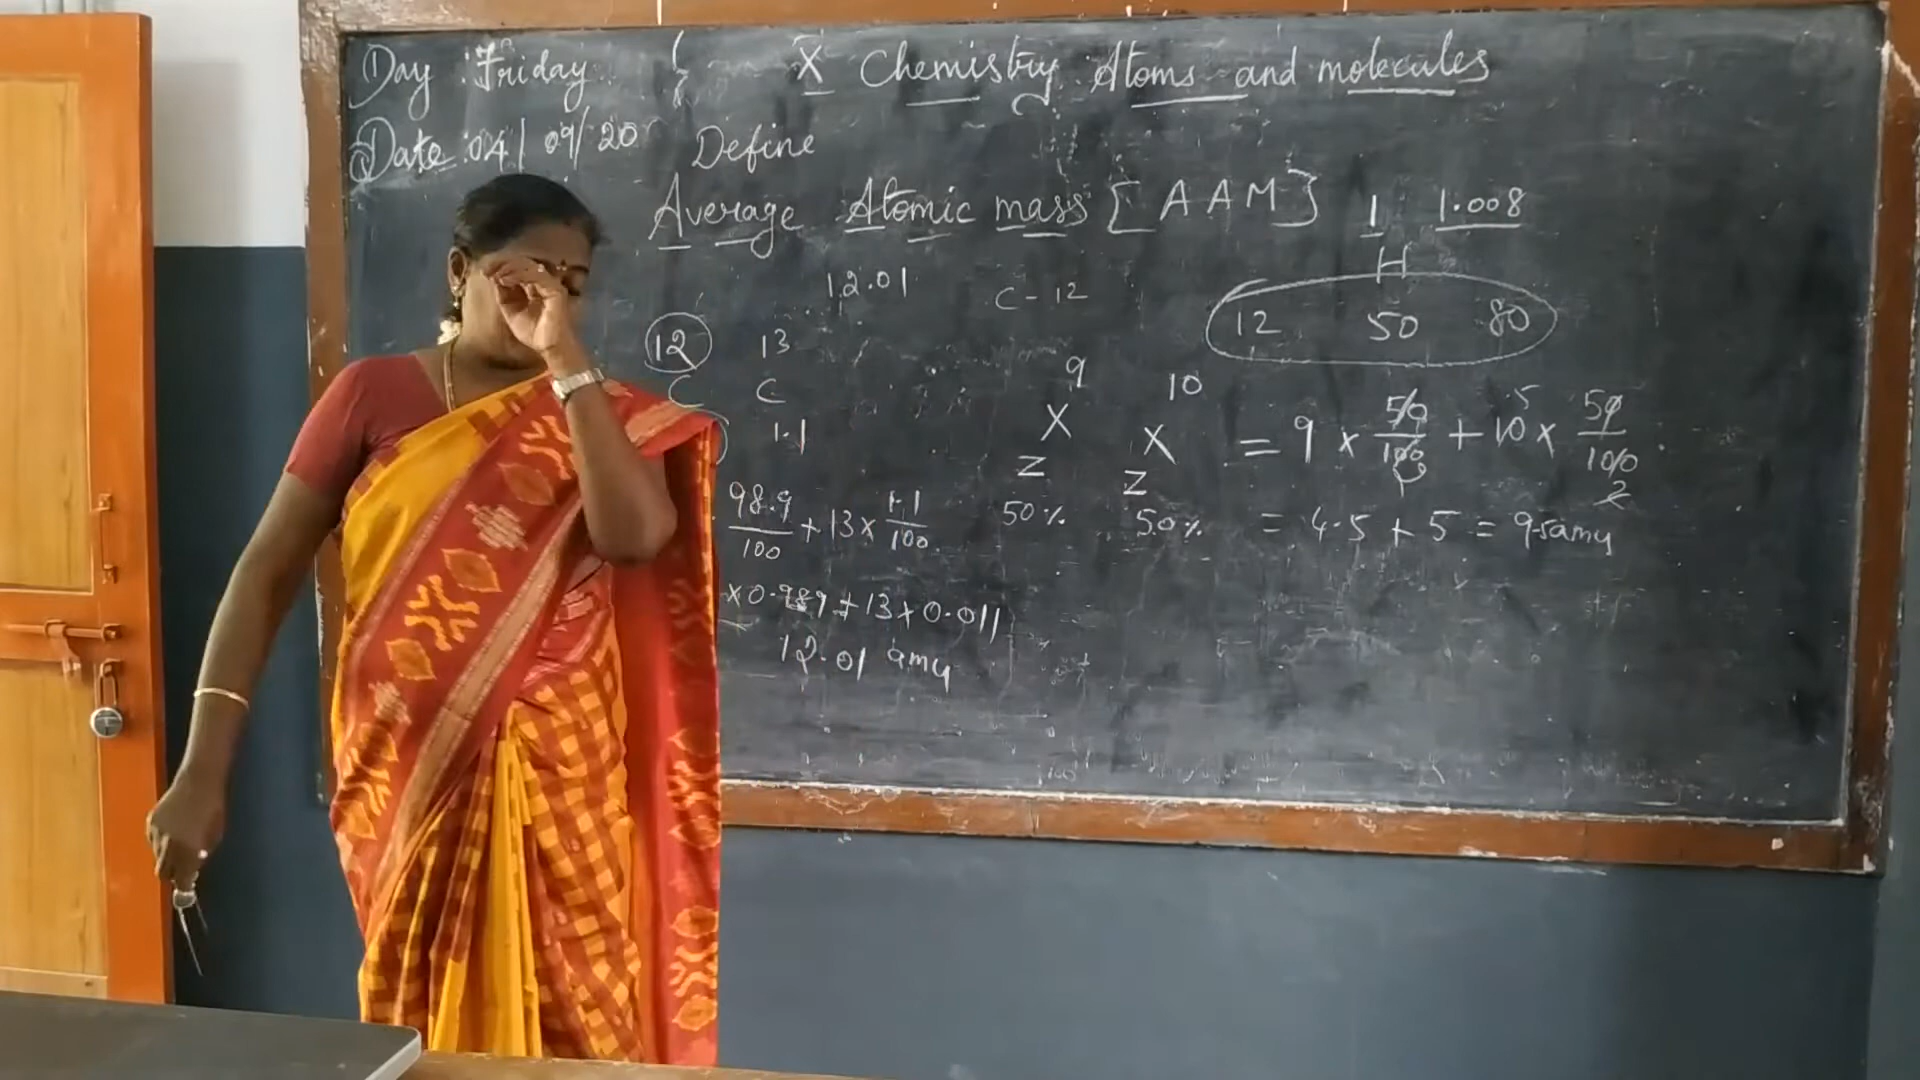 Day : Friday X Chemistry Atoms and molecules
Date : 04/09/20 Define
Average Atomic mass [AAM} 1 1.008
H
12.01 C-12
12 50 80
12 13
C C
1.1
9 10
X X
Z Z
50% 50%
= 9 x 50/100 + 10 x 50/100
5
2
= 4.5 + 5 = 9.5amu
98.9/100 + 13 x 1.1/100
x 0.989 + 13 x 0.011
12.01 amu